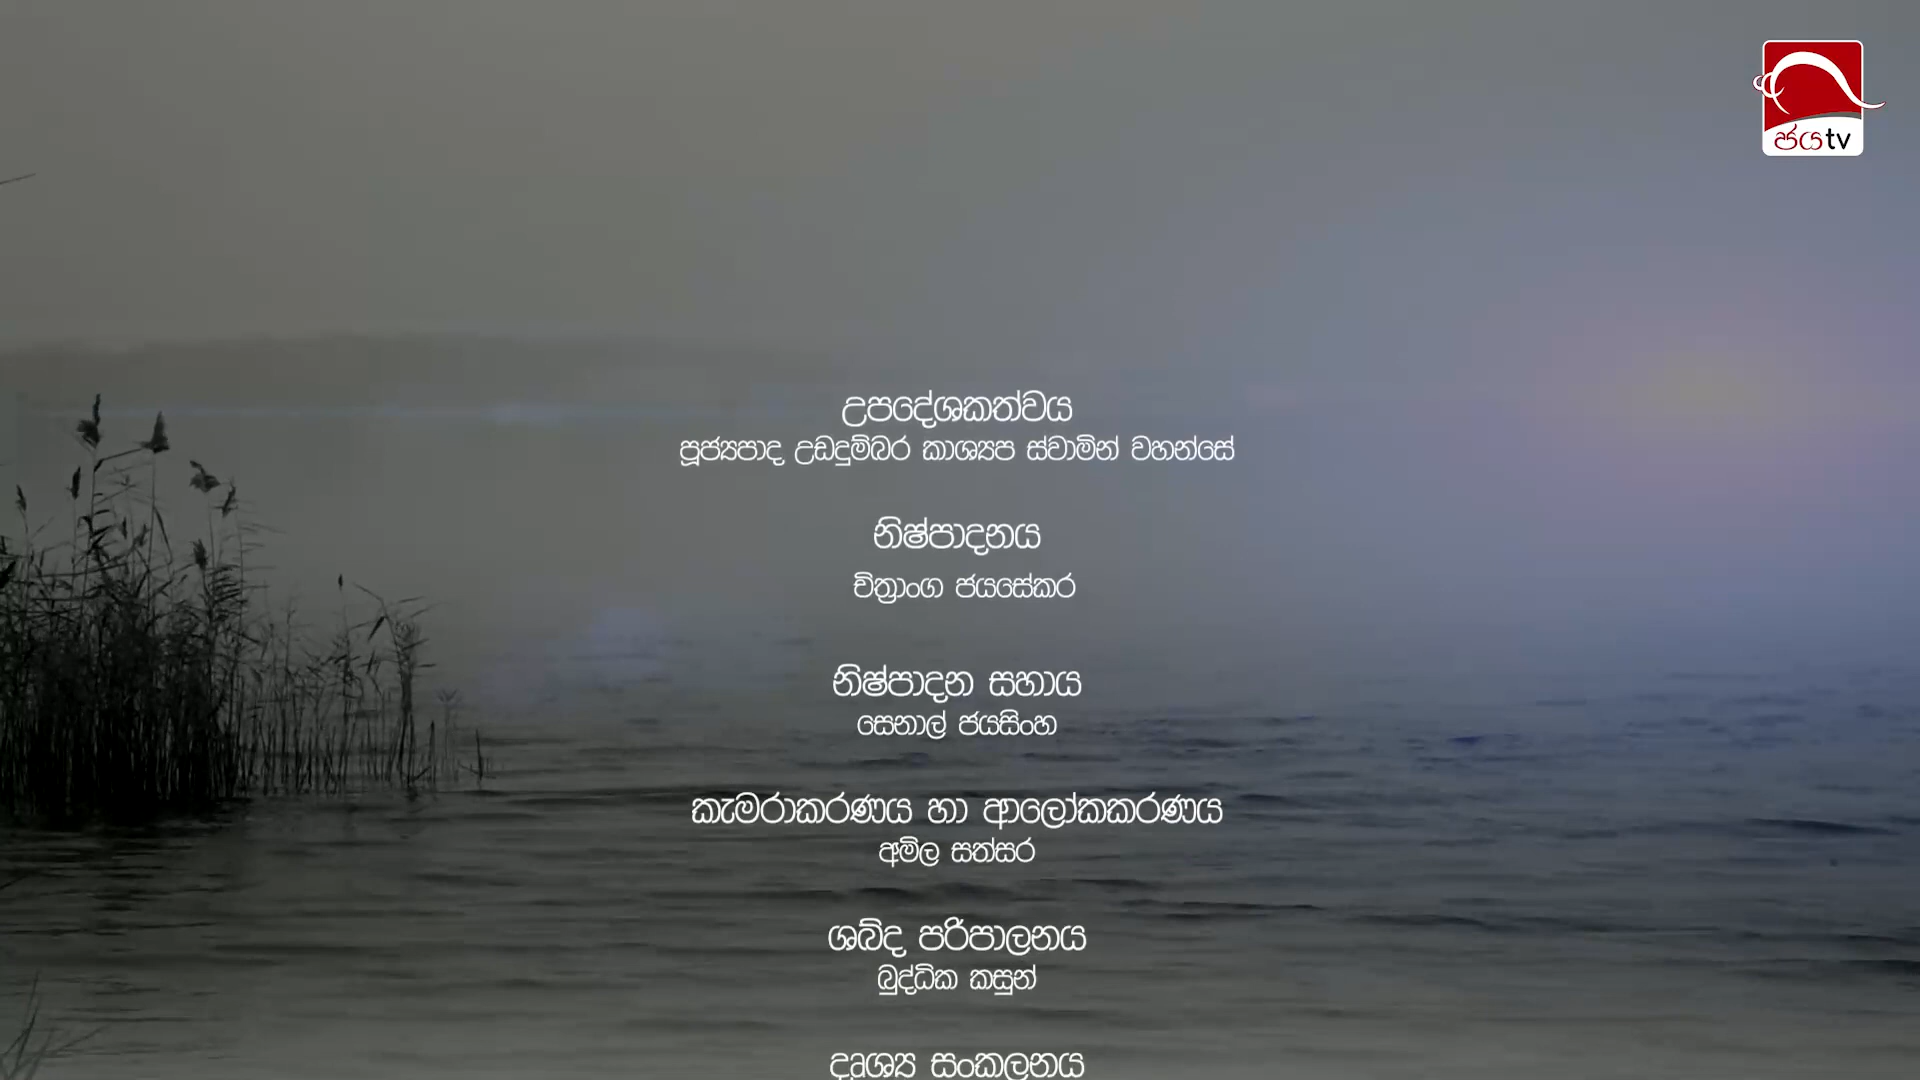 ජය tv
උපදේශකත්වය
පූජ්‍යපාද උඩදුම්බර කාශ්‍යප ස්වාමින් වහන්සේ
නිෂ්පාදනය
චිත්‍රාංග ජයසේකර
නිෂ්පාදන සහාය
සෙනාල් ජයසිංහ
කැමරාකරණය හා ආලෝකකරණය
අමිල සත්සර
ශබ්ද පරිපාලනය
බුද්ධික කසුන්
දෘශ්‍ය සංකලනය